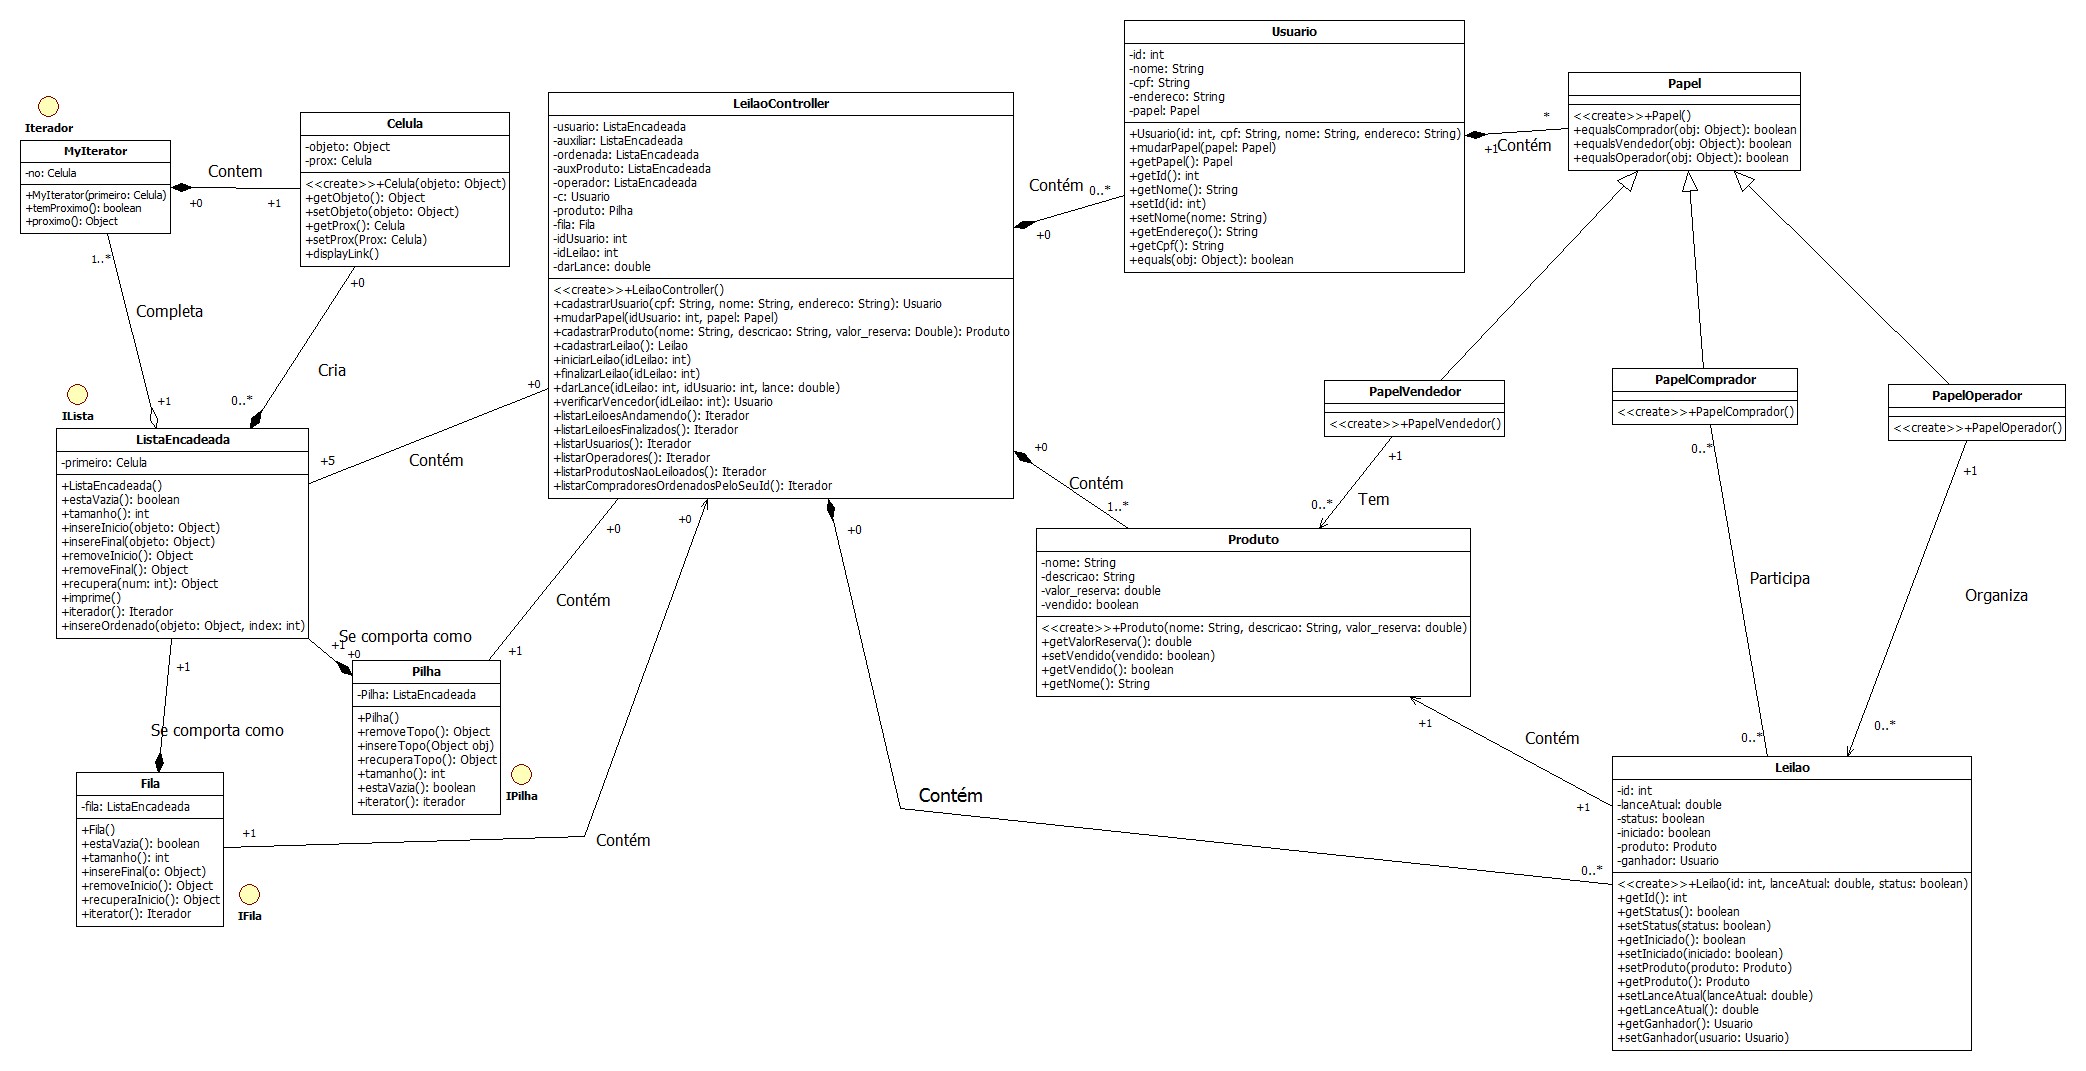 Iterador
MyIterator
-no: Celula
+MyIterator(primeiro: Celula)
+temProximo(): boolean
+proximo(): Object
Contem
+0
+1
Celula
-objeto: Object
-prox: Celula
<<create>>+Celula(objeto: Object)
+getObjeto(): Object
+setObjeto(objeto: Object)
+getProx(): Celula
+setProx(Prox: Celula)
+displayLink()
1..*
Completa
+1
+0
Cria
0..*
ILista
ListaEncadeada
-primeiro: Celula
+ListaEncadeada()
+estaVazia(): boolean
+tamanho(): int
+insereInicio(objeto: Object)
+insereFinal(objeto: Object)
+removeInicio(): Object
+removeFinal(): Object
+recupera(num: int): Object
+imprime()
+iterador(): Iterador
+insereOrdenado(objeto: Object, index: int)
+0
+5
Contém
LeilaoController
-usuario: ListaEncadeada
-auxiliar: ListaEncadeada
-ordenada: ListaEncadeada
-auxProduto: ListaEncadeada
-operador: ListaEncadeada
-c: Usuario
-produto: Pilha
-fila: Fila
-idUsuario: int
-idLeilao: int
-darLance: double
<<create>>+LeilaoController()
+cadastrarUsuario(cpf: String, nome: String, endereco: String): Usuario
+mudarPapel(idUsuario: int, papel: Papel)
+cadastrarProduto(nome: String, descricao: String, valor_reserva: Double): Produto
+cadastrarLeilao(): Leilao
+iniciarLeilao(idLeilao: int)
+finalizarLeilao(idLeilao: int)
+darLance(idLeilao: int, idUsuario: int, lance: double)
+verificarVencedor(idLeilao: int): Usuario
+listarLeiloesAndamendo(): Iterador
+listarLeiloesFinalizados(): Iterador
+listarUsuarios(): Iterador
+listarOperadores(): Iterador
+listarProdutosNaoLeiloados(): Iterador
+listarCompradoresOrdenadosPeloSeuId(): Iterador
Contém
0..*
+0
Usuario
-id: int
-nome: String
-cpf: String
-endereco: String
-papel: Papel
+Usuario(id: int, cpf: String, nome: String, endereco: String)
+mudarPapel(papel: Papel)
+getPapel(): Papel
+getId(): int
+getNome(): String
+setId(id: int)
+setNome(nome: String)
+getEndereço(): String
+getCpf(): String
+equals(obj: Object): boolean
*
+1
Contém
Papel
<<create>>+Papel()
+equalsComprador(obj: Object): boolean
+equalsVendedor(obj: Object): boolean
+equalsOperador(obj: Object): boolean
PapelVendedor
<<create>>+PapelVendedor()
PapelComprador
<<create>>+PapelComprador()
PapelOperador
<<create>>+PapelOperador()
+0
Contém
1..*
+1
0..*
Tem
0..*
Participa
0..*
+1
Organiza
0..*
Produto
-nome: String
-descricao: String
-valor_reserva: double
-vendido: boolean
<<create>>+Produto(nome: String, descricao: String, valor_reserva: double)
+getValorReserva(): double
+setVendido(vendido: boolean)
+getVendido(): boolean
+getNome(): String
+1
Contém
+1
Leilao
-id: int
-lanceAtual: double
-status: boolean
-iniciado: boolean
-produto: Produto
-ganhador: Usuario
<<create>>+Leilao(id: int, lanceAtual: double, status: boolean)
+getId(): int
+getStatus(): boolean
+setStatus(status: boolean)
+getIniciado(): boolean
+setIniciado(iniciado: boolean)
+setProduto(produto: Produto)
+getProduto(): Produto
+setLanceAtual(lanceAtual: double)
+getLanceAtual(): double
+getGanhador(): Usuario
+setGanhador(usuario: Usuario)
+0
Contém
0..*
+0
Contém
+1
+0
Contém
+1
Se comporta como
+1
+0
Pilha
-Pilha: ListaEncadeada
+Pilha()
+removeTopo(): Object
+insereTopo(Object obj)
+recuperaTopo(): Object
+tamanho(): int
+estaVazia(): boolean
+iterator(): iterador
IPilha
+1
Se comporta como
Fila
-fila: ListaEncadeada
+Fila()
+estaVazia(): boolean
+tamanho(): int
+insereFinal(o: Object)
+removeInicio(): Object
+recuperaInicio(): Object
+iterator(): Iterador
IFila